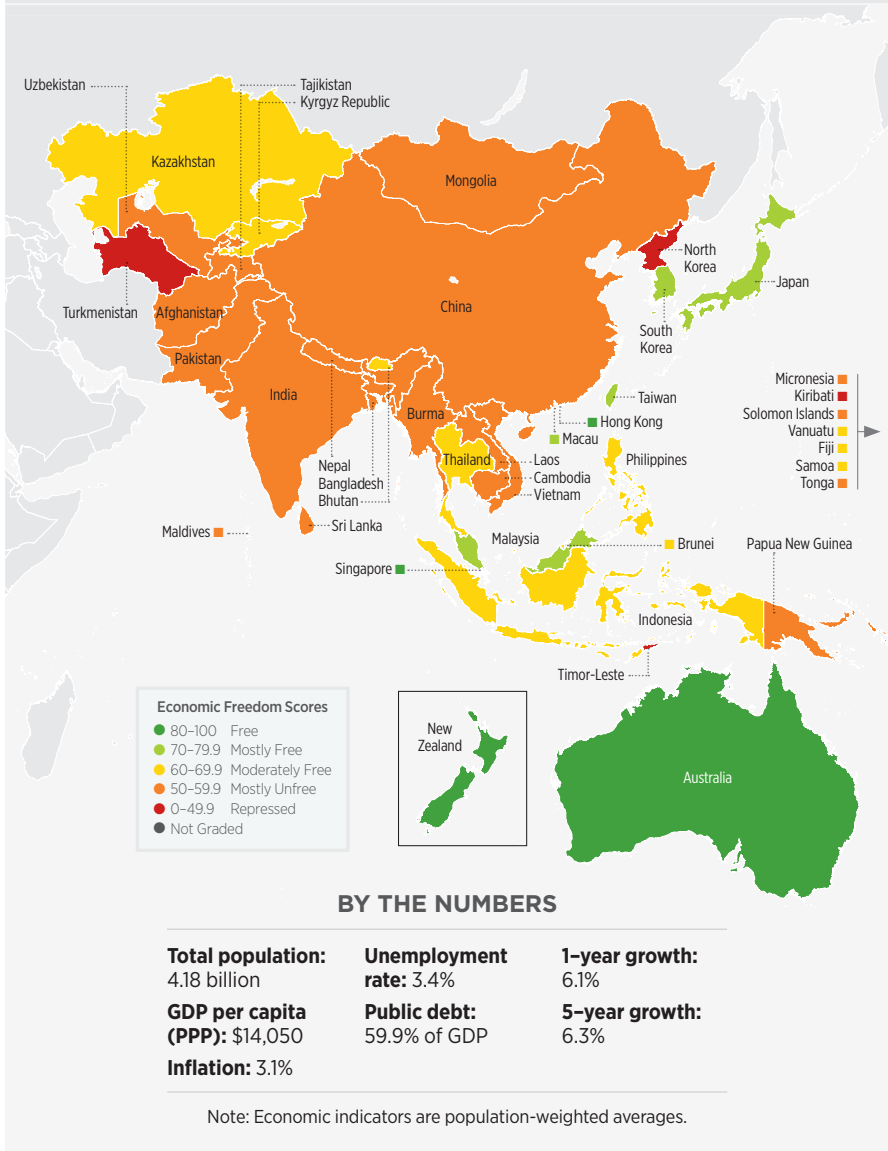 Uzbekistan
Tajikistan
Kyrgyz Republic
Kazakhstan
Mongolia
North
Korea
Japan
Turkmenistan
Afghanistan
China
South
Korea
Pakistan
India
Micronesia
Kiribati
Solomon Islands
Vanuatu
Fiji
Samoa
Tonga
Taiwan
Burma
Hong Kong
Macau
Thailand
Laos
Philippines
Nepal
Bangladesh
Bhutan
Cambodia
Vietnam
Maldives
Sri Lanka
Malaysia
Brunei
Papua New Guinea
Singapore
Indonesia
Timor-Leste
Economic Freedom Scores
80–100 Free
70–79.9 Mostly Free
60–69.9 Moderately Free
50–59.9 Mostly Unfree
0–49.9 Repressed
Not Graded
New
Zealand
Australia
BY THE NUMBERS
Total population:
4.18 billion
GDP per capita
(PPP): $14,050
Inflation: 3.1%
Unemployment
rate: 3.4%
Public debt:
59.9% of GDP
1–year growth:
6.1%
5–year growth:
6.3%
Note: Economic indicators are population-weighted averages.